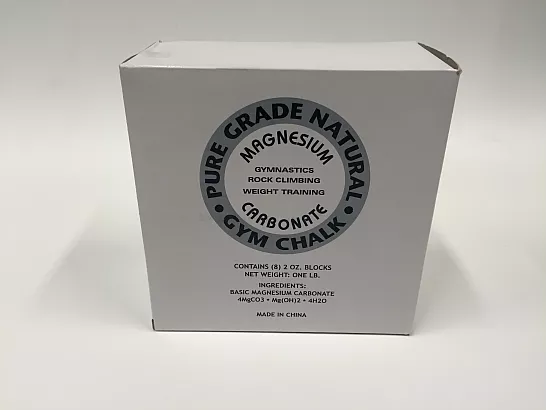 PURE GRADE NATURAL
MAGNESIUM
GYMNASTICS
ROCK CLIMBING
WEIGHT TRAINING
CARBONATE
• GYM CHALK •
CONTAINS (8) 2 OZ. BLOCKS
NET WEIGHT: ONE LB.
INGREDIENTS:
BASIC MAGNESIUM CARBONATE
4MgCO3 • Mg(OH)2 • 4H2O
MADE IN CHINA